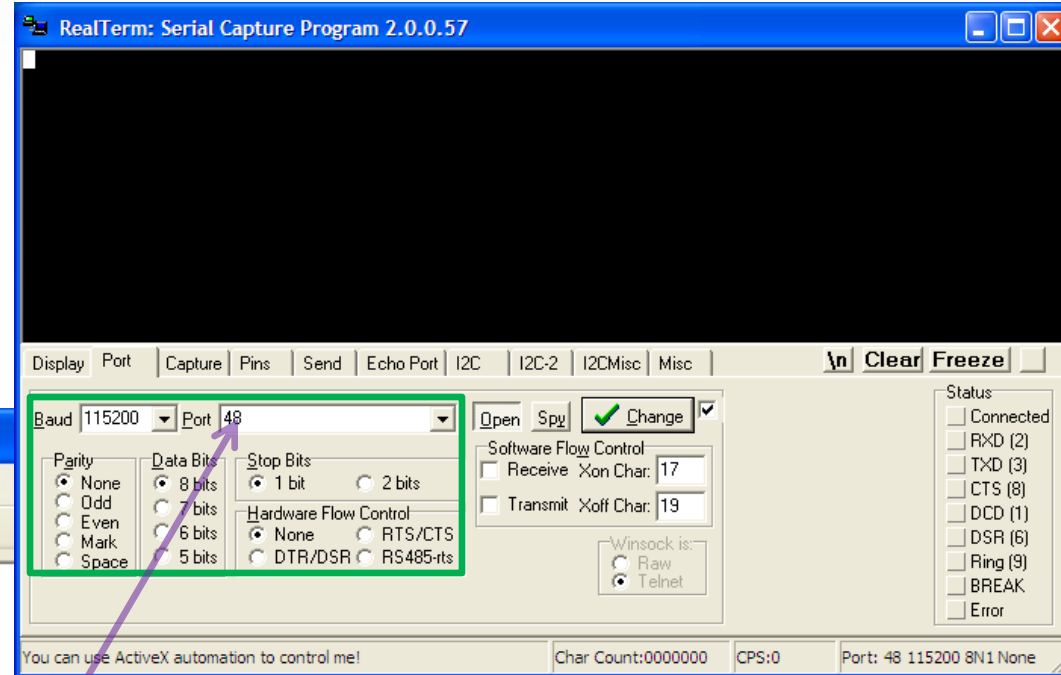 RealTerm: Serial Capture Program 2.0.0.57
Display Port Capture Pins Send Echo Port I2C I2C-2 I2CMisc Misc \n Clear Freeze
Baud 115200 Port 48 Open Spy Change
Status
Connected
RXD (2)
TXD (3)
CTS (8)
DCD (1)
DSR (6)
Ring (9)
BREAK
Error
Parity
None
Odd
Even
Mark
Space
Data Bits
8 bits
7 bits
6 bits
5 bits
Stop Bits
1 bit 2 bits
Hardware Flow Control
None RTS/CTS
DTR/DSR RS485-rts
Software Flow Control
Receive Xon Char: 17
Transmit Xoff Char: 19
Winsock is:
Raw
Telnet
You can use ActiveX automation to control me! Char Count:0000000 CPS:0 Port: 48 115200 8N1 None